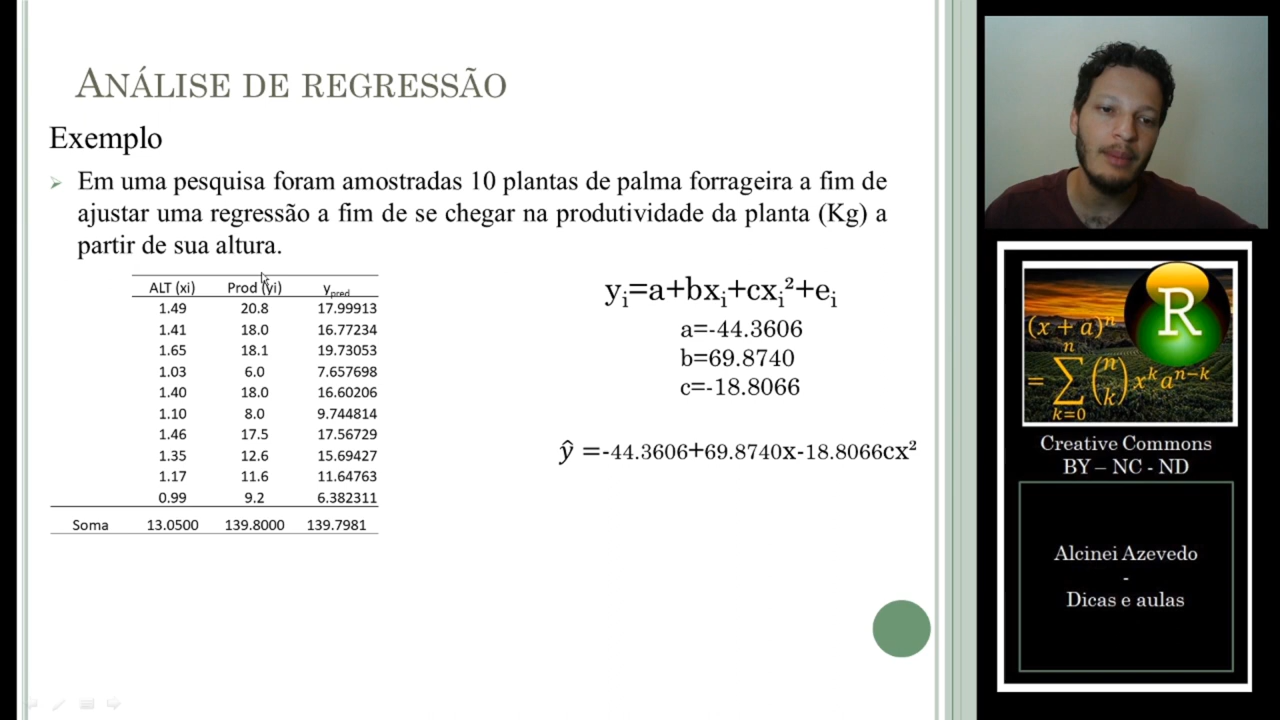 ANÁLISE DE REGRESSÃO
Exemplo
Em uma pesquisa foram amostradas 10 plantas de palma forrageira a fim de
ajustar uma regressão a fim de se chegar na produtividade da planta (Kg) a
partir de sua altura.
ALT (xi) Prod (yi) y_pred
1.49 20.8 17.99913
1.41 18.0 16.77234
1.65 18.1 19.73053
1.03 6.0 7.657698
1.40 18.0 16.60206
1.10 8.0 9.744814
1.46 17.5 17.56729
1.35 12.6 15.69427
1.17 11.6 11.64763
0.99 9.2 6.382311
Soma 13.0500 139.8000 139.7981
yᵢ=a+bxᵢ+cxᵢ²+eᵢ
a=-44.3606
b=69.8740
c=-18.8066
ŷ =-44.3606+69.8740x-18.8066cx²
R
(x + a)ⁿ
= ∑ₖ₌₀ⁿ (n k) xᵏaⁿ⁻ᵏ
Creative Commons
BY – NC - ND
Alcinei Azevedo
-
Dicas e aulas